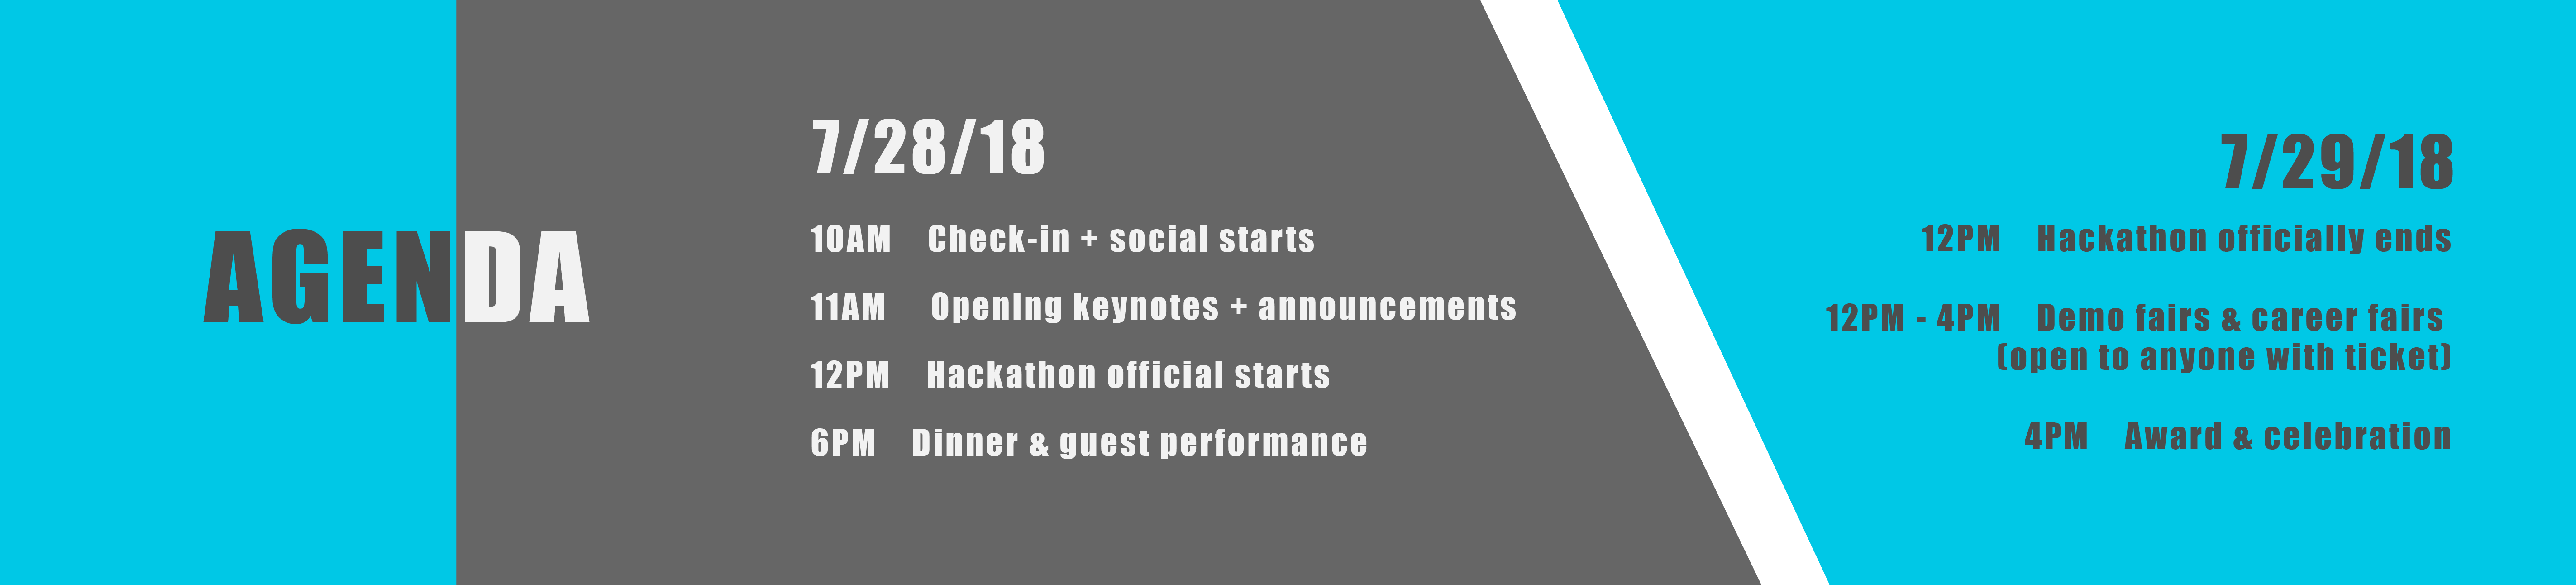 AGENDA
7/28/18
10AM Check-in + social starts
11AM Opening keynotes + announcements
12PM Hackathon official starts
6PM Dinner & guest performance
7/29/18
12PM Hackathon officially ends
12PM - 4PM Demo fairs & career fairs
(open to anyone with ticket)
4PM Award & celebration